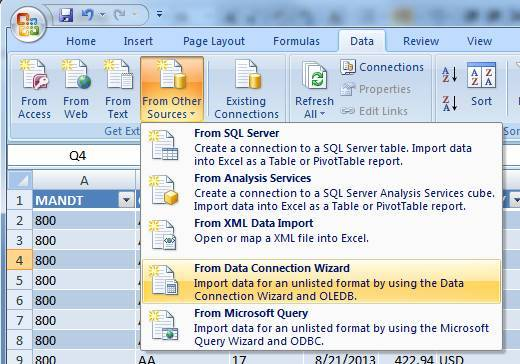 Home Insert Page Layout Formulas Data Review View
From Access
From Web
From Text
From Other Sources
Existing Connections
Refresh All
Connections
Properties
Edit Links
Sort
Get Ext
Q4
From SQL Server
Create a connection to a SQL Server table. Import data
into Excel as a Table or PivotTable report.
From Analysis Services
Create a connection to a SQL Server Analysis Services cube.
Import data into Excel as a Table or PivotTable report.
From XML Data Import
Open or map a XML file into Excel.
From Data Connection Wizard
Import data for an unlisted format by using the Data
Connection Wizard and OLEDB.
From Microsoft Query
Import data for an unlisted format by using the Microsoft
Query Wizard and ODBC.
A
1 MANDT
2 800
3 800
4 800
5 800
6 800
7 800
8 800
9 800 AA 17 8/21/2013 422.94 USD